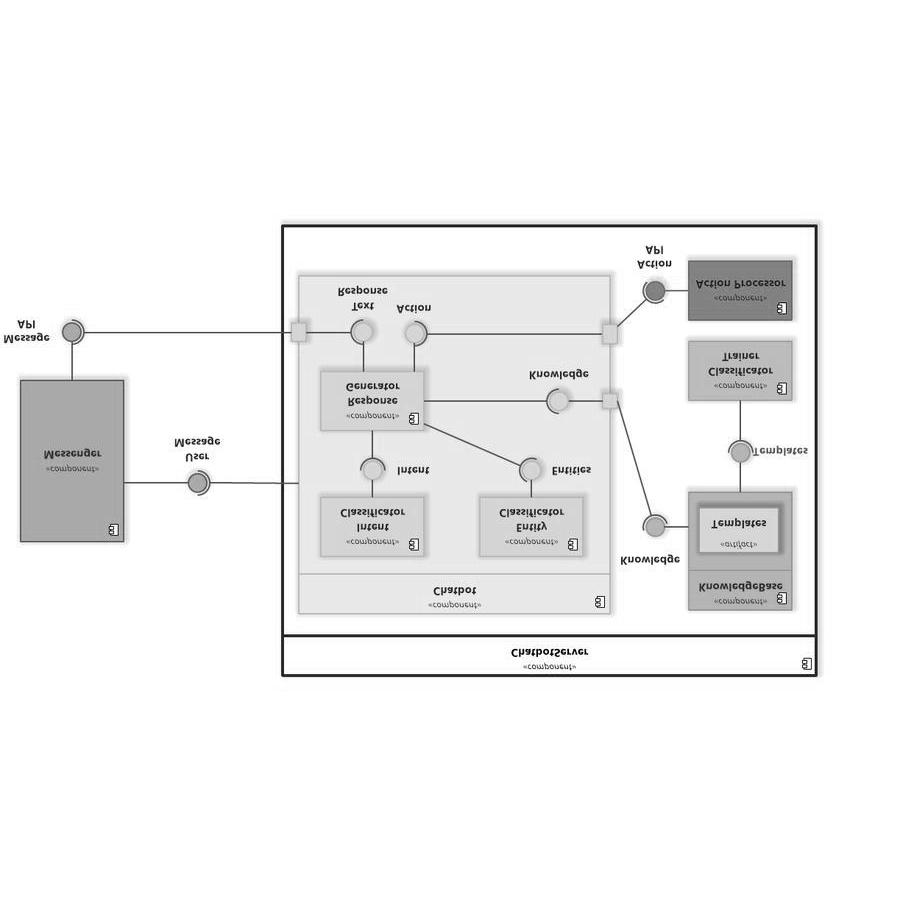 «component»
ChatbotServer
«component»
Chatbot
«component»
KnowledgeBase
«artifact»
Templates
Knowledge
«component»
Intent
Classificator
«component»
Entity
Classificator
Intent
Entities
User
Message
«component»
Messenger
Templates
«component»
Response
Generator
Knowledge
«component»
Classificator
Trainer
Message
API
Text
Response
Action
«component»
Action Processor
Action
API